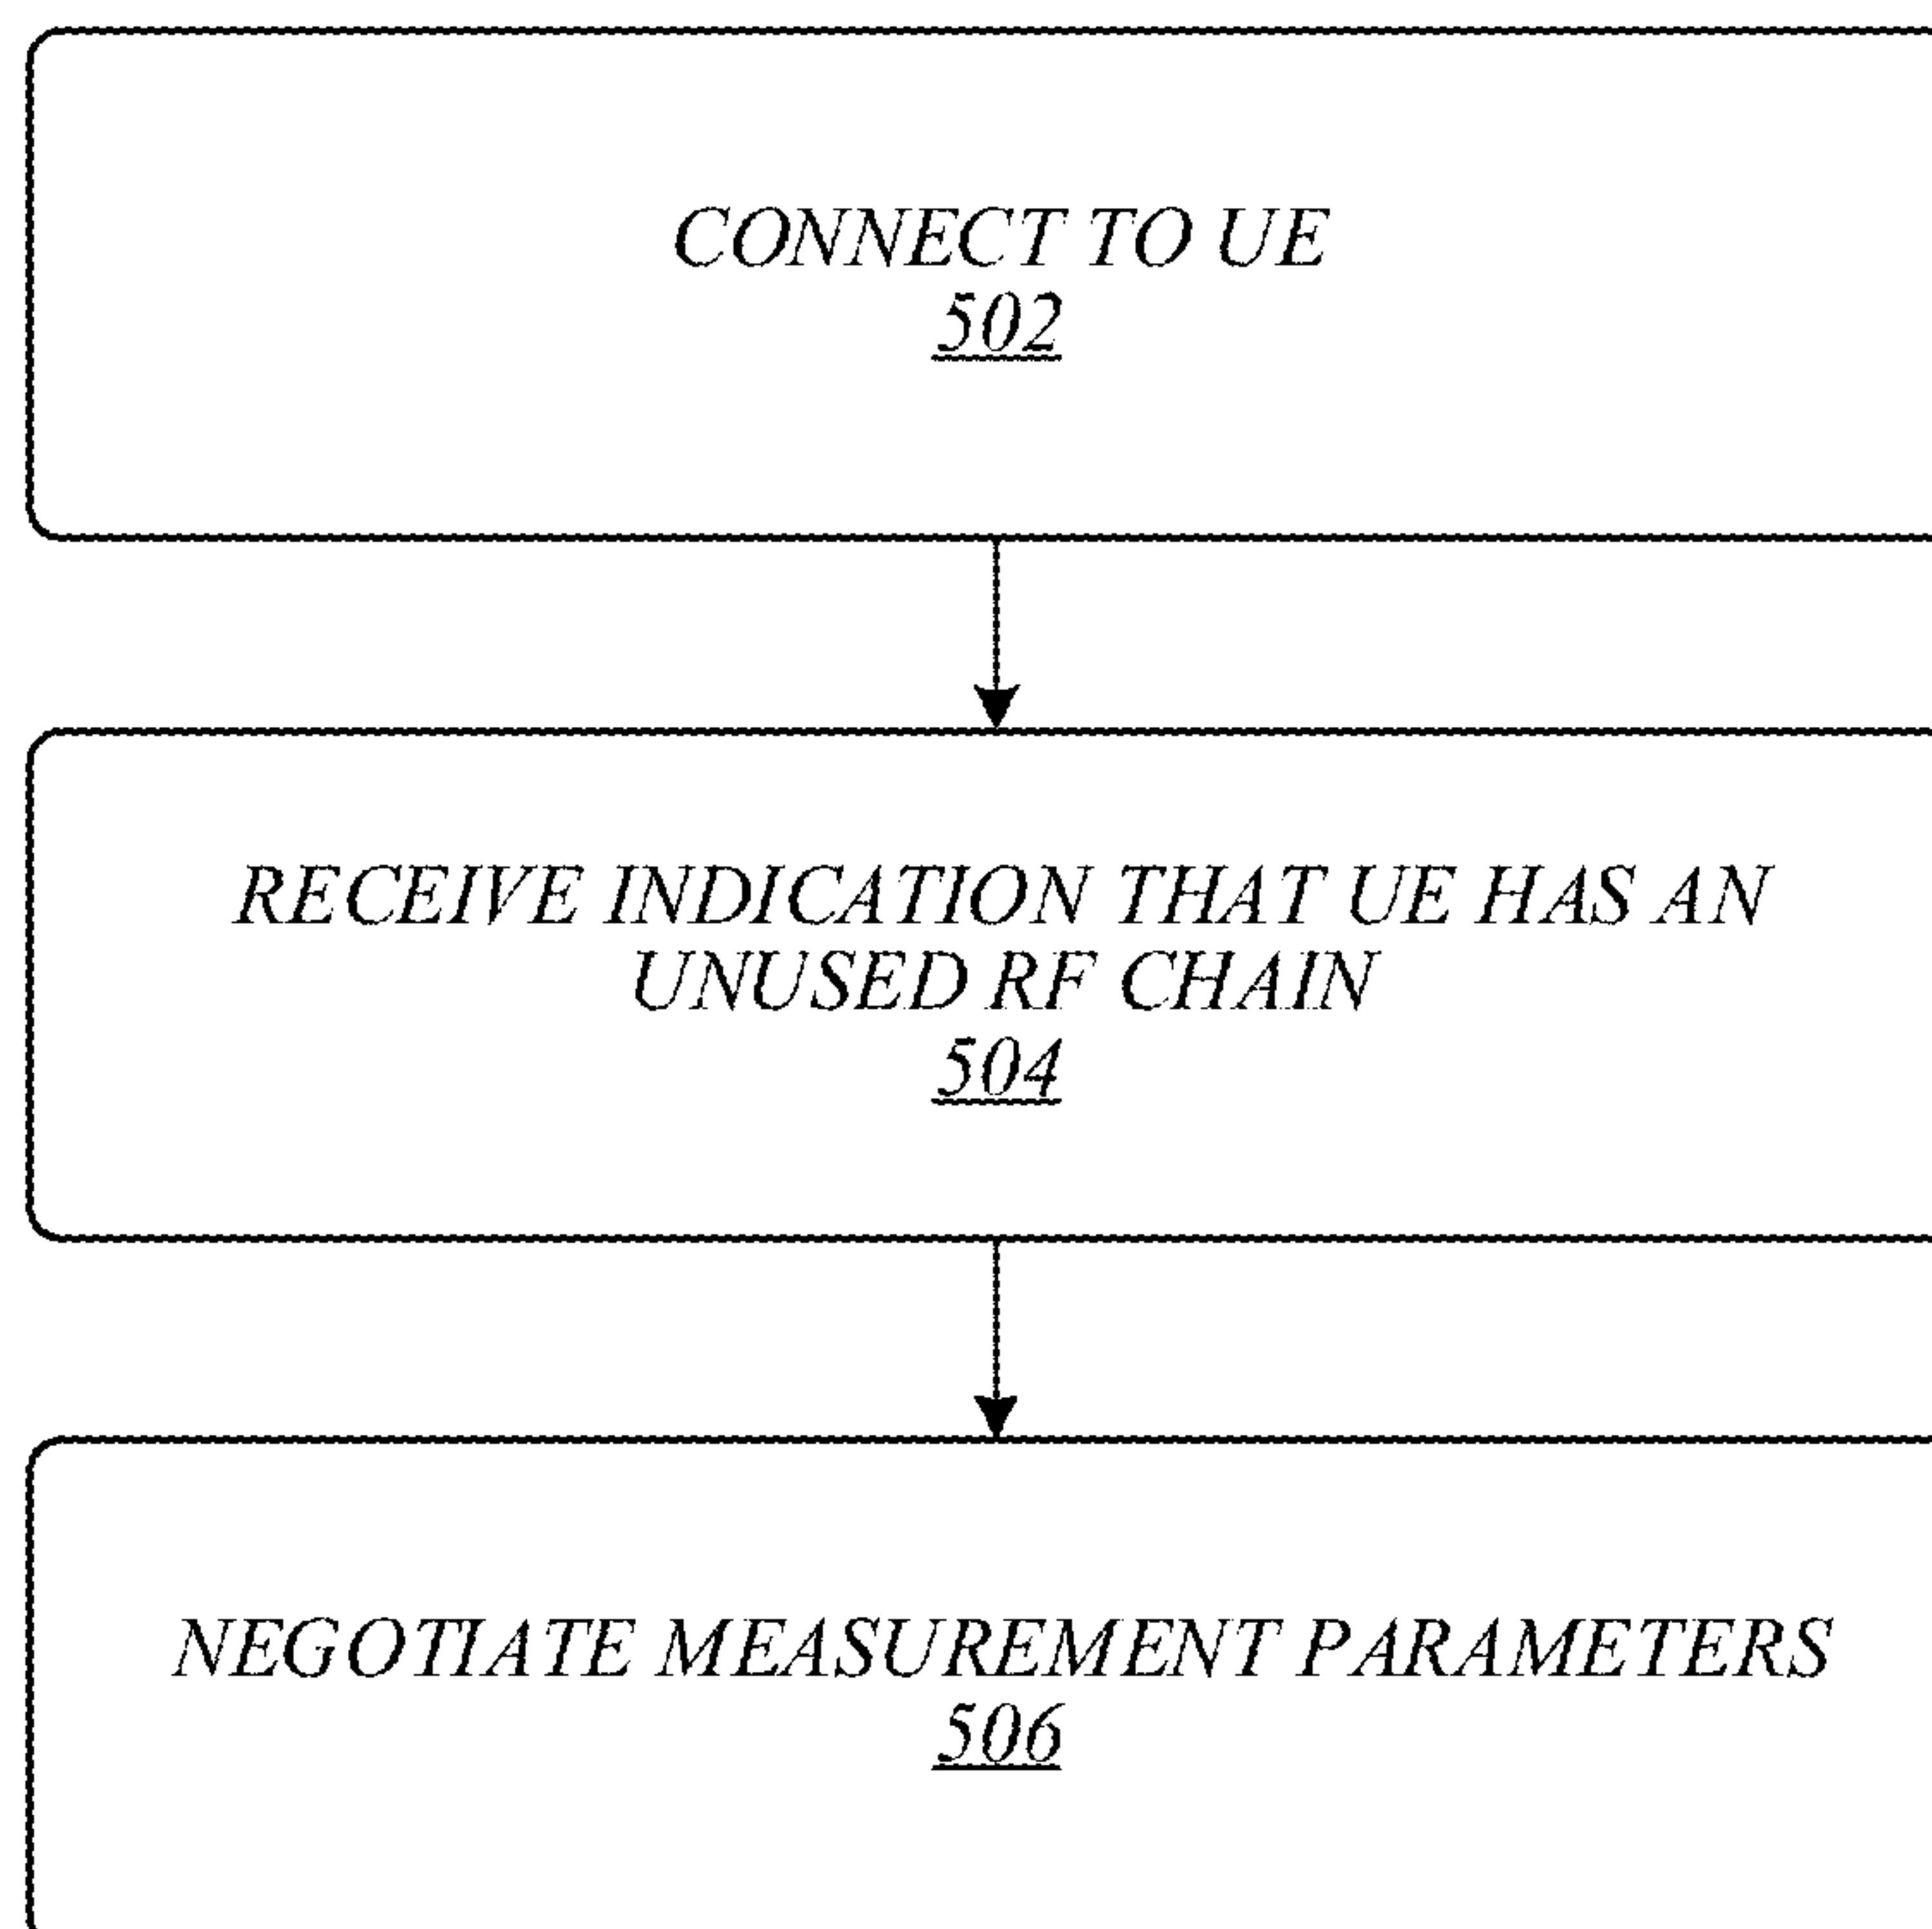 CONNECT TO UE
502
RECEIVE INDICATION THAT UE HAS AN
UNUSED RF CHAIN
504
NEGOTIATE MEASUREMENT PARAMETERS
506